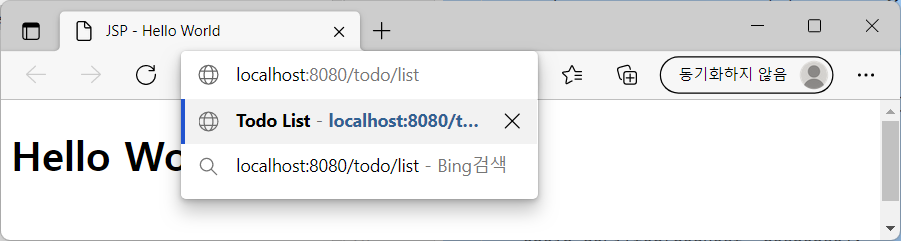 JSP - Hello World
localhost:8080/todo/list
동기화하지 않음
Todo List - localhost:8080/t...
localhost:8080/todo/list - Bing검색
Hello Wo